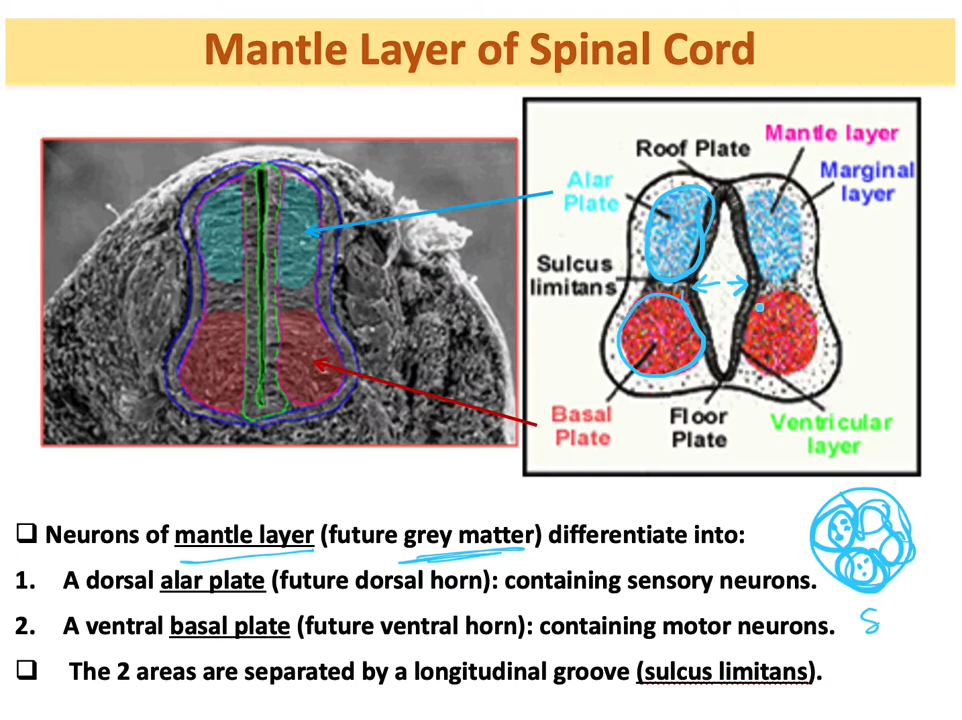 Mantle Layer of Spinal Cord
Roof Plate
Mantle layer
Alar
Plate
Marginal
layer
Sulcus
limitans
Basal
Plate
Floor
Plate
Ventricular
layer
❑ Neurons of mantle layer (future grey matter) differentiate into:
1. A dorsal alar plate (future dorsal horn): containing sensory neurons.
2. A ventral basal plate (future ventral horn): containing motor neurons.
❑ The 2 areas are separated by a longitudinal groove (sulcus limitans).